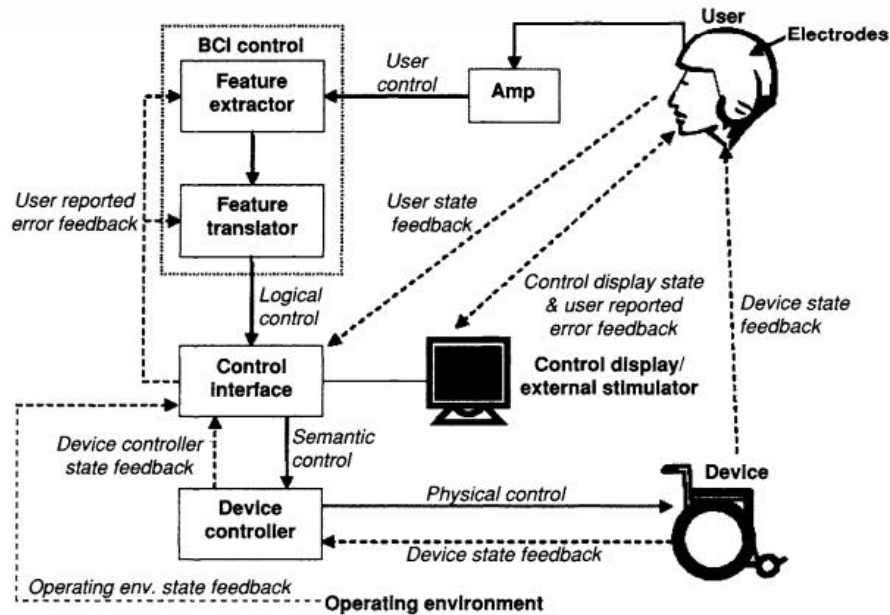 User
Electrodes
BCI control
User
control
Feature
extractor
Amp
User reported
error feedback
Feature
translator
User state
feedback
Logical
control
Control display state
& user reported
error feedback
Device state
feedback
Control
interface
Control display/
external stimulator
Device controller
state feedback
Semantic
control
Device
Device
controller
Physical control
Device state feedback
Operating env. state feedback
Operating environment